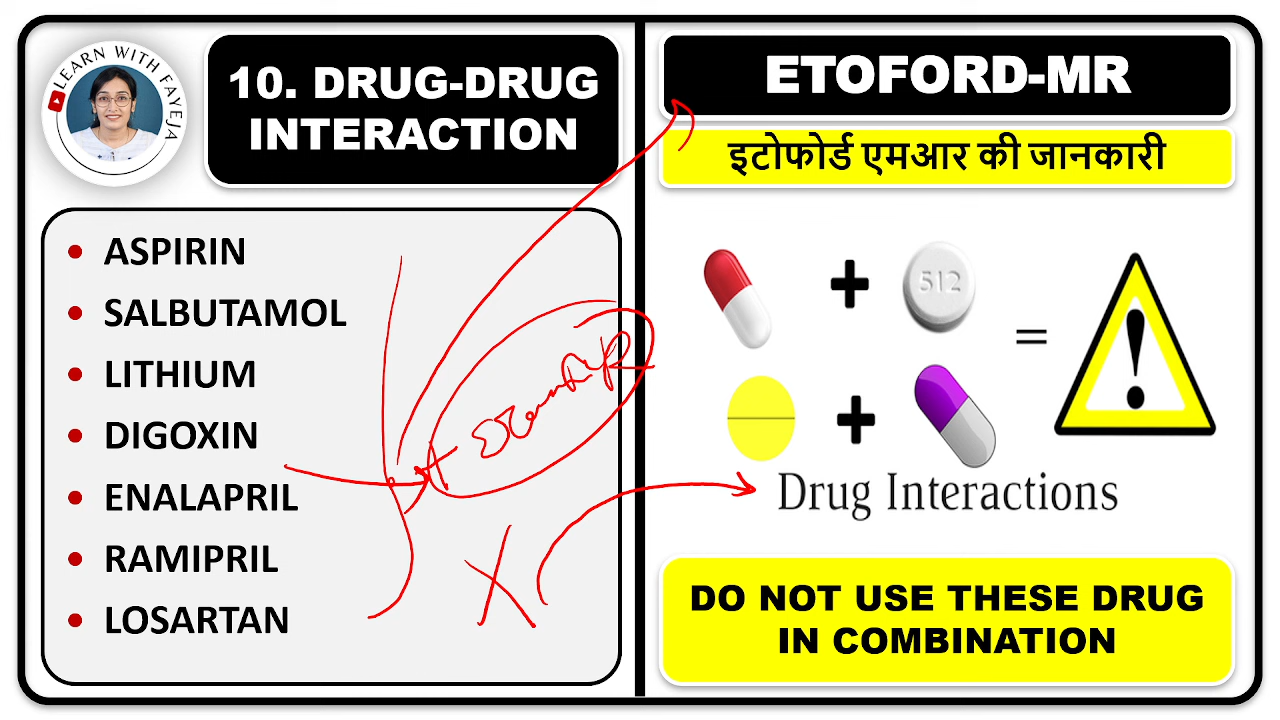 LEARN WITH FAYEJA
10. DRUG-DRUG
INTERACTION
ASPIRIN
SALBUTAMOL
LITHIUM
DIGOXIN
ENALAPRIL
RAMIPRIL
LOSARTAN
ETOFORD-MR
इटोफोर्ड एमआर की जानकारी
+
512
=
+
Drug Interactions
DO NOT USE THESE DRUG
IN COMBINATION